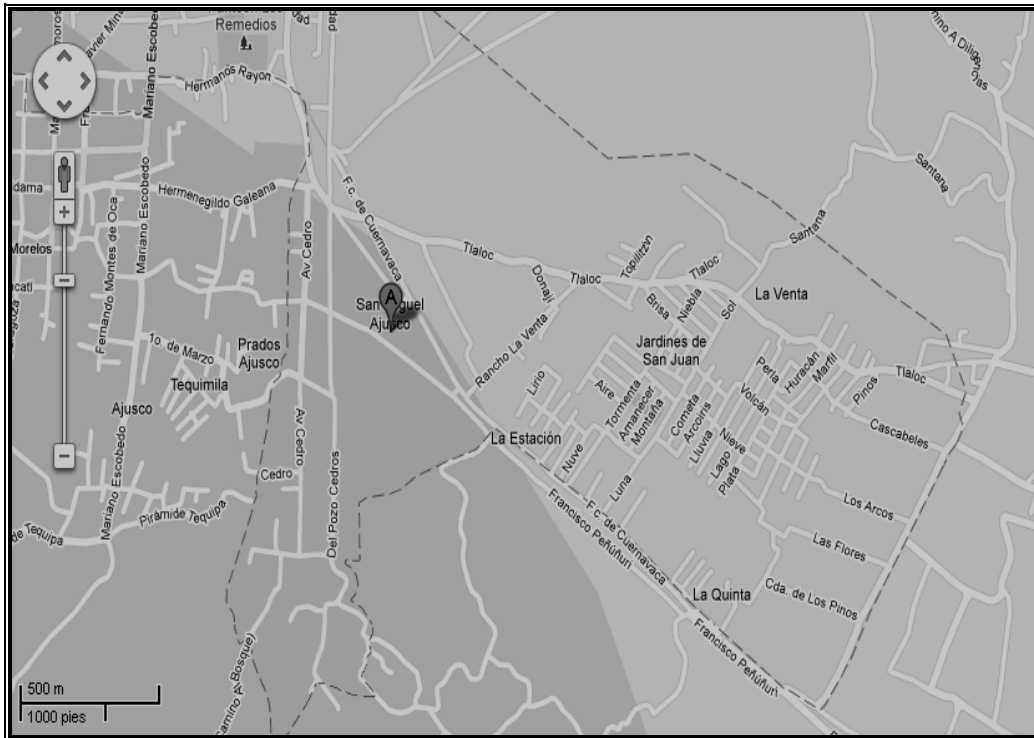 Remedios
Hermanos Rayon
Mariano Escobedo
Hermenegildo Galeana
Mariano Escobedo
Fernando Montes de Oca
Morelos
Av Cedro
F.c. de Cuernavaca
Camino A Diligencias
Santana
Santana
Tlaloc
Tlaloc
Topiltzin
Tlaloc
Donají
Brisa
Niebla
Sol
La Venta
A
San Miguel
Ajusco
Rancho La Venta
Jardines de
San Juan
1o. de Marzo
Prados
Ajusco
Tequimila
Ajusco
Lirio
Aire
Tormenta
Amanecer
Montaña
Cometa
Arcoiris
Lluvia
Nieve
Lago
Plata
Volcán
Perla
Huracán
Marfil
Pinos
Tlaloc
Cascabeles
Mariano Escobedo
Av Cedro
La Estación
Nuve
Luna
Cedro
Del Pozo Cedros
Los Arcos
de Tequipa
Pirámide Tequipa
Francisco Peñúñuri
F.c. de Cuernavaca
Las Flores
La Quinta
Cda. de Los Pinos
Francisco Peñúñuri
Camino A Bosque)
500 m
1000 pies